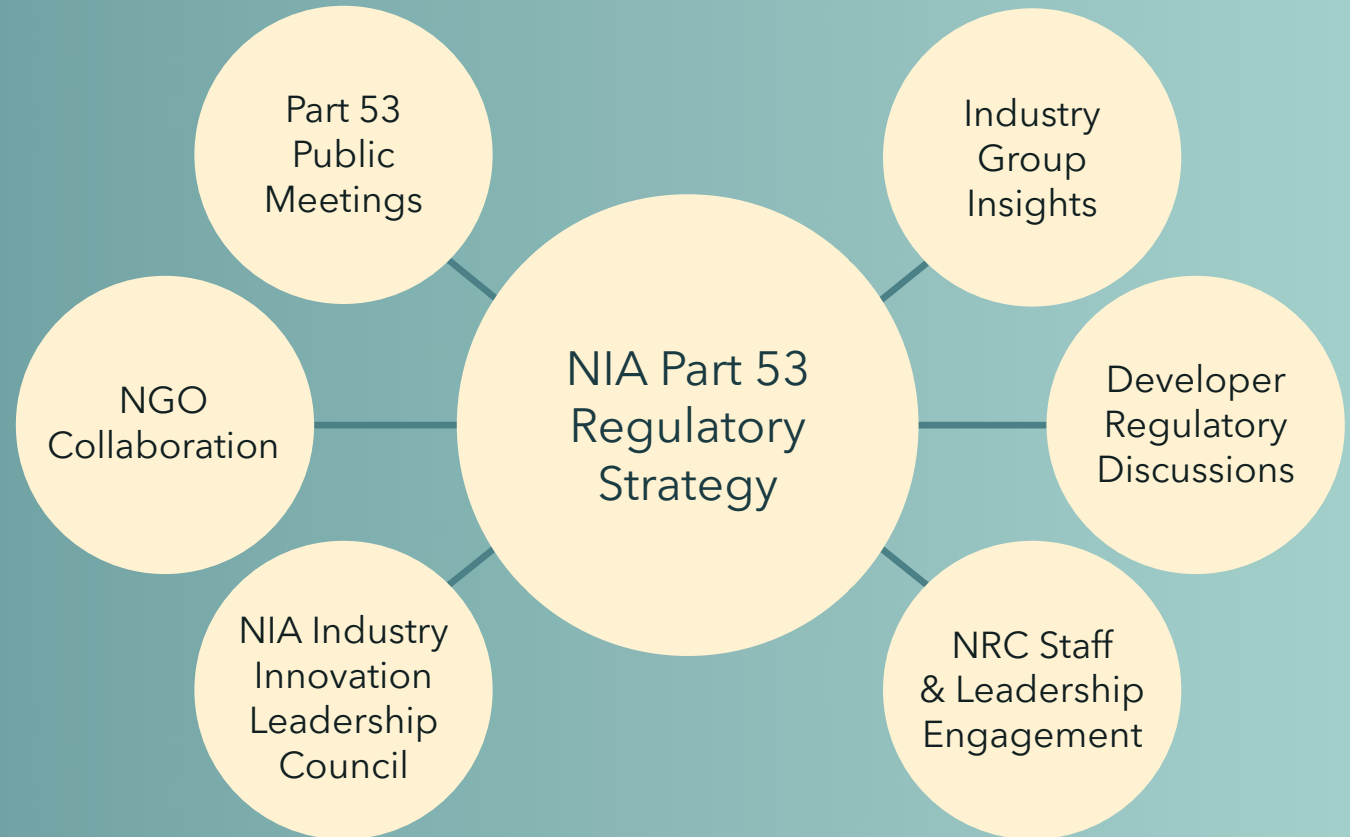 Part 53
Public
Meetings
Industry
Group
Insights
NGO
Collaboration
NIA Part 53
Regulatory
Strategy
Developer
Regulatory
Discussions
NIA Industry
Innovation
Leadership
Council
NRC Staff
& Leadership
Engagement